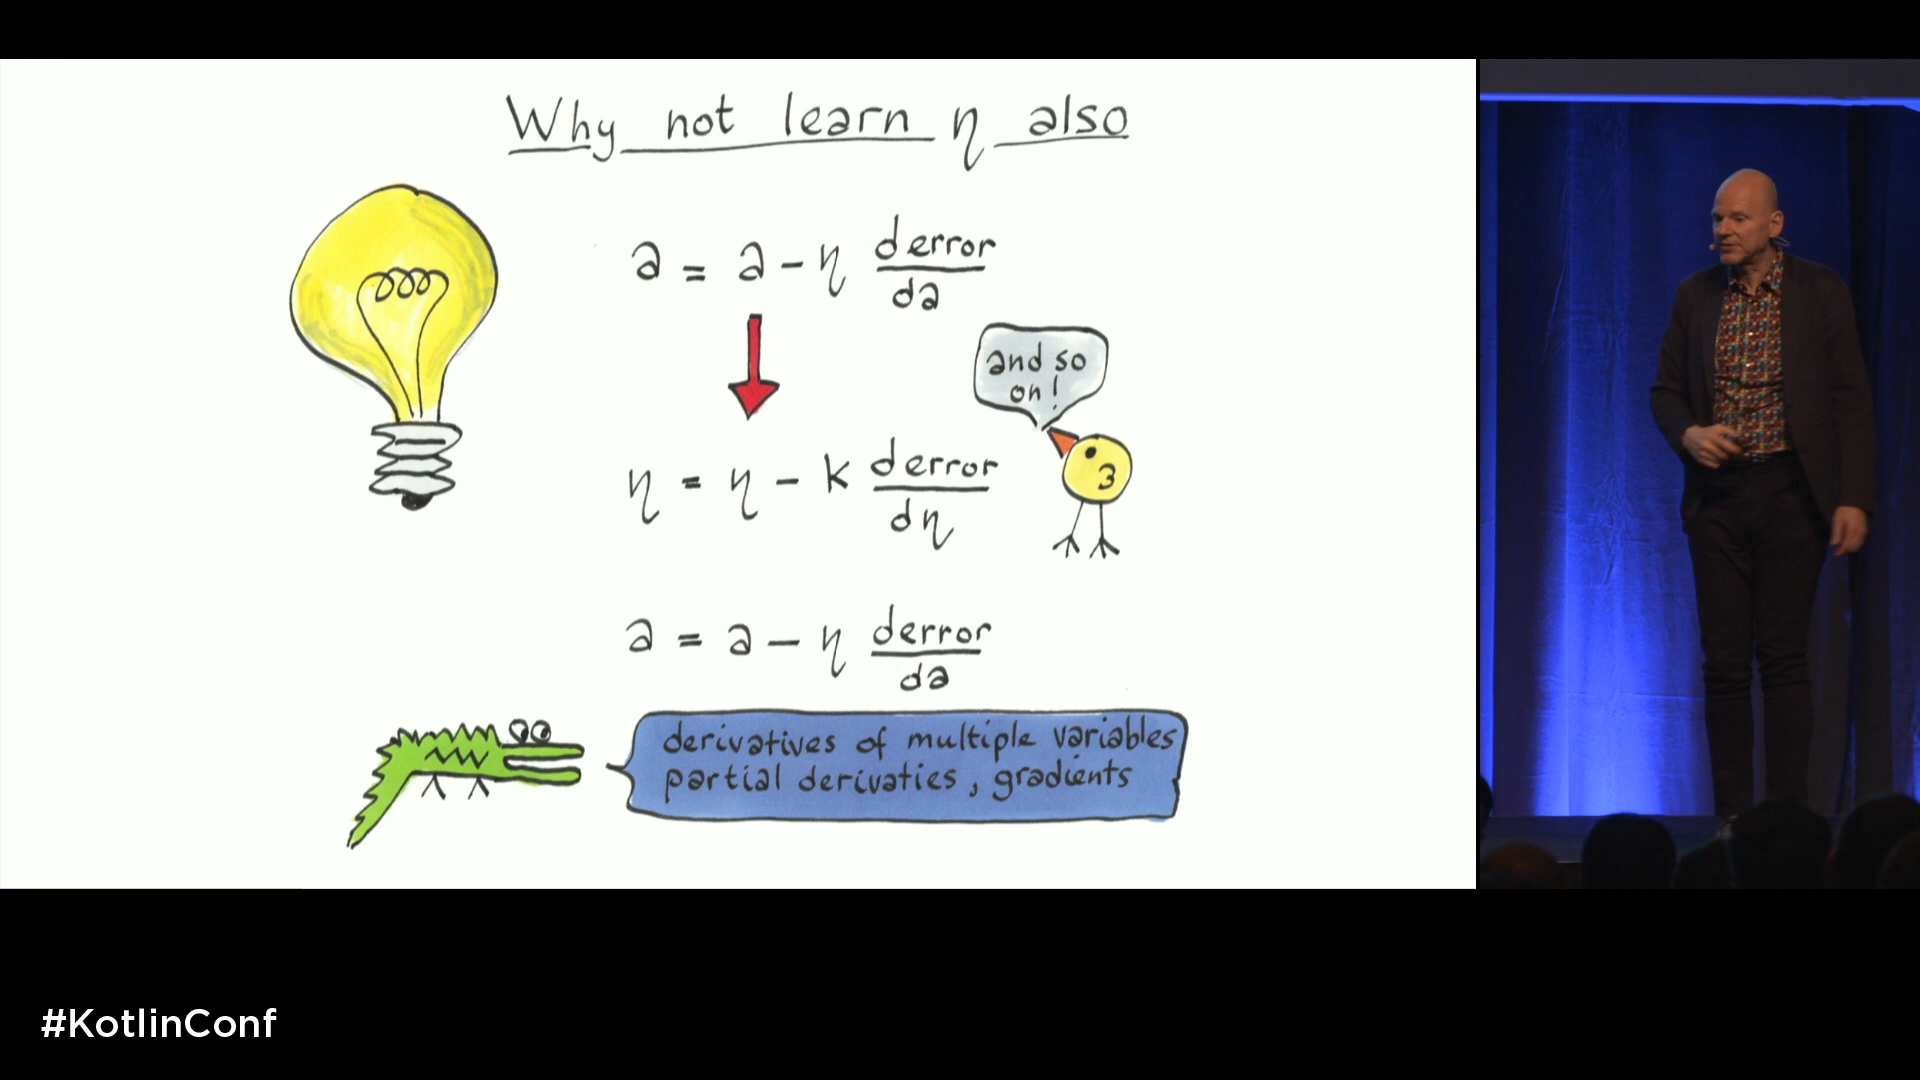 Why not learn η also
a = a - η derror
da
and so
on!
η = η - k derror
dη
3
a = a - η derror
da
derivatives of multiple variables
partial derivaties, gradients
#KotlinConf